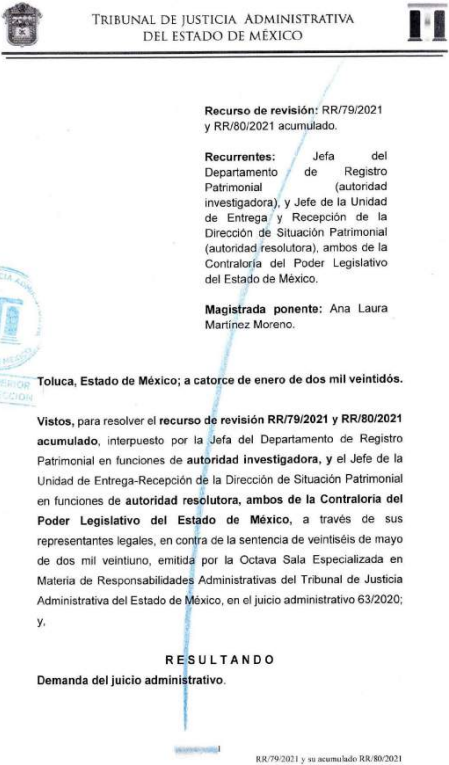 TRIBUNAL DE JUSTICIA ADMINISTRATIVA
DEL ESTADO DE MÉXICO
Recurso de revisión: RR/79/2021
y RR/80/2021 acumulado.
Recurrentes: Jefa del
Departamento de Registro
Patrimonial (autoridad
investigadora), y Jefe de la Unidad
de Entrega y Recepción de la
Dirección de Situación Patrimonial
(autoridad resolutora), ambos de la
Contraloría del Poder Legislativo
del Estado de México.
Magistrada ponente: Ana Laura
Martínez Moreno.
Toluca, Estado de México; a catorce de enero de dos mil veintidós.
Vistos, para resolver el recurso de revisión RR/79/2021 y RR/80/2021
acumulado, interpuesto por la Jefa del Departamento de Registro
Patrimonial en funciones de autoridad investigadora, y el Jefe de la
Unidad de Entrega-Recepción de la Dirección de Situación Patrimonial
en funciones de autoridad resolutora, ambos de la Contraloría del
Poder Legislativo del Estado de México, a través de sus
representantes legales, en contra de la sentencia de veintiséis de mayo
de dos mil veintiuno, emitida por la Octava Sala Especializada en
Materia de Responsabilidades Administrativas del Tribunal de Justicia
Administrativa del Estado de México, en el juicio administrativo 63/2020;
y,
RESULTANDO
Demanda del juicio administrativo.
RR/79/2021 y su acumulado RR/80/2021